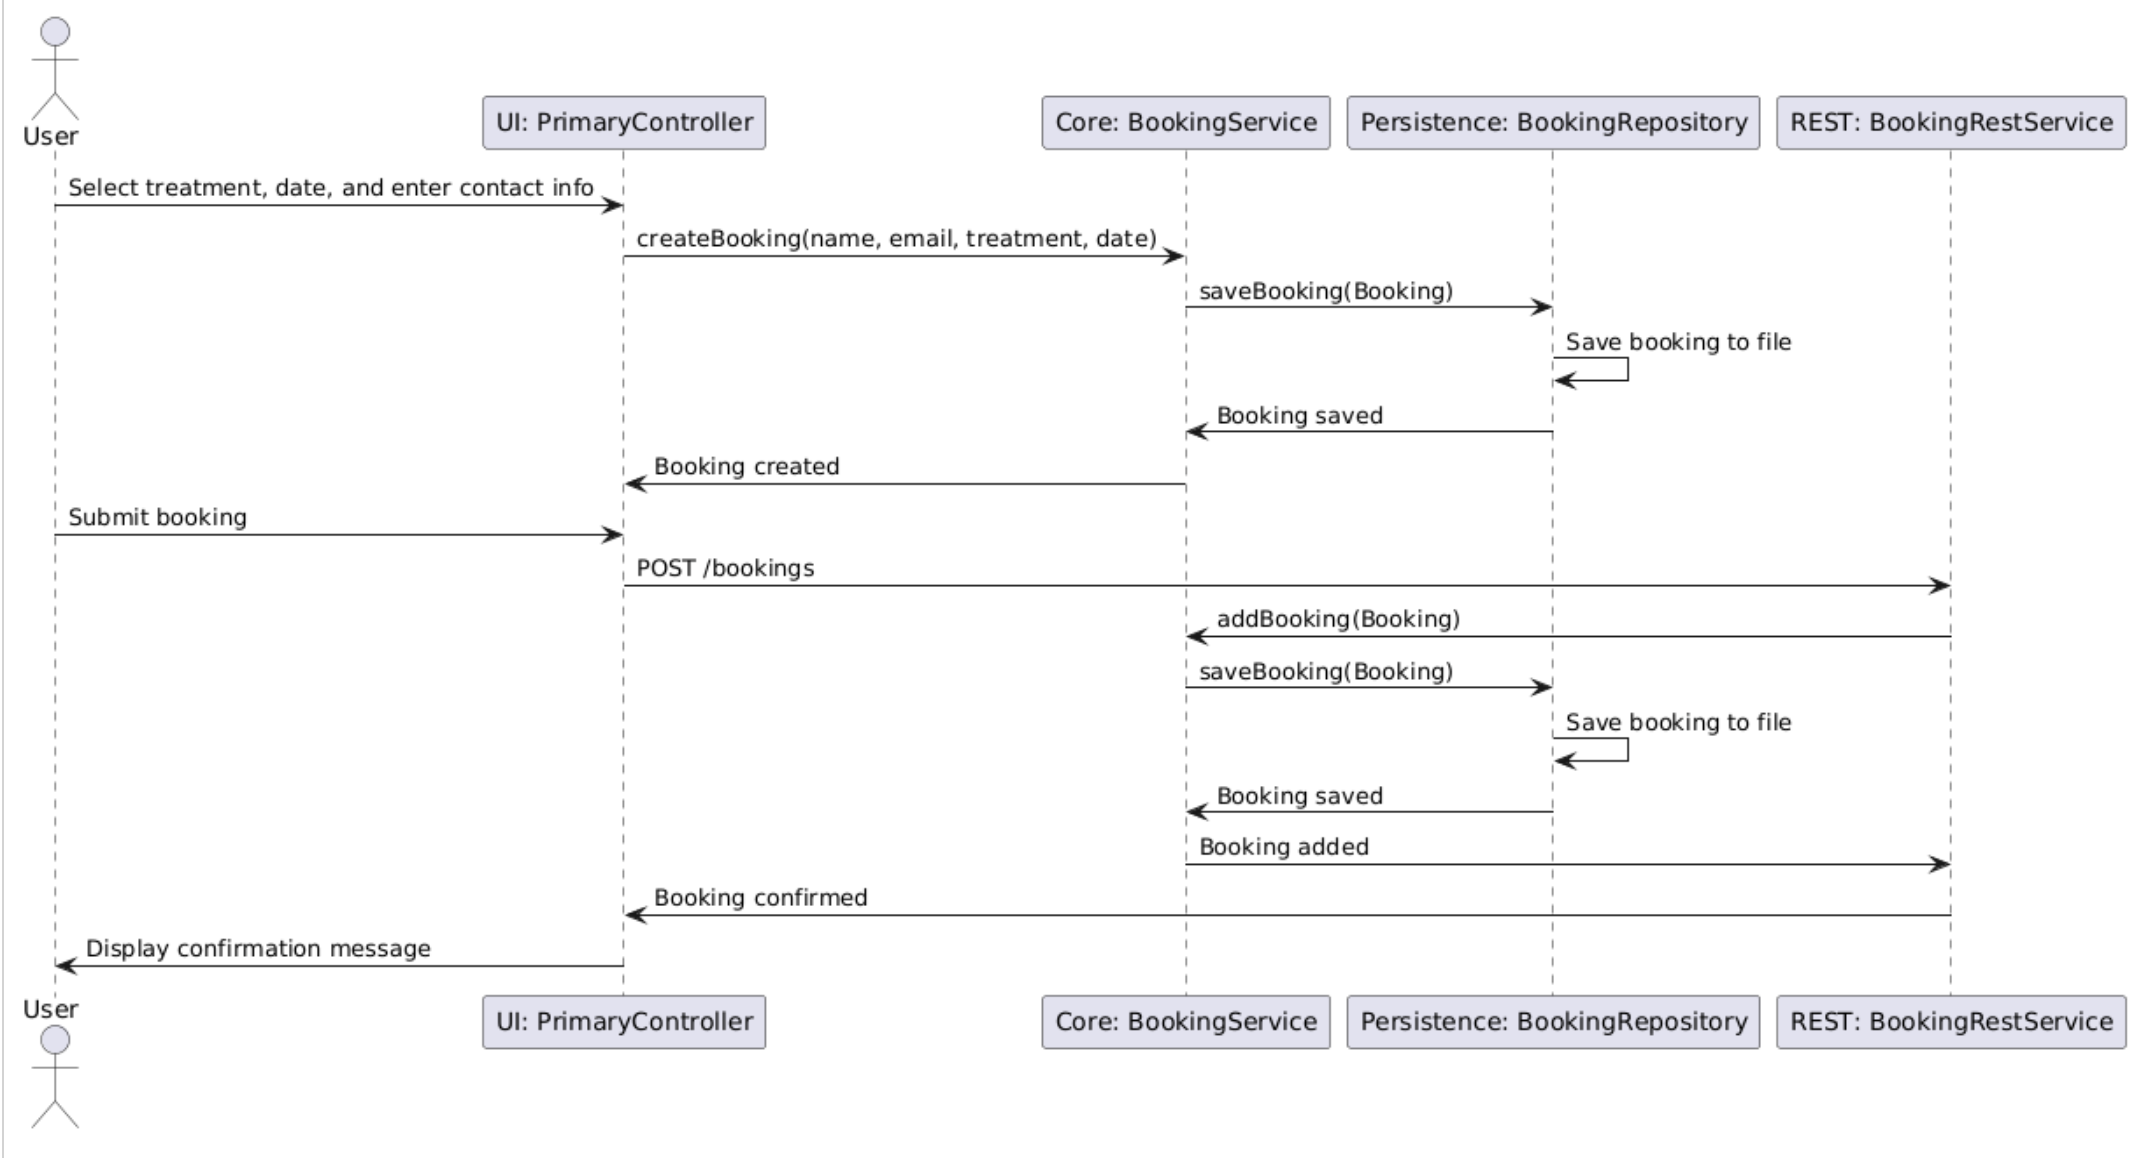 User
UI: PrimaryController
Core: BookingService
Persistence: BookingRepository
REST: BookingRestService
Select treatment, date, and enter contact info
createBooking(name, email, treatment, date)
saveBooking(Booking)
Save booking to file
Booking saved
Booking created
Submit booking
POST /bookings
addBooking(Booking)
saveBooking(Booking)
Save booking to file
Booking saved
Booking added
Booking confirmed
Display confirmation message
User
UI: PrimaryController
Core: BookingService
Persistence: BookingRepository
REST: BookingRestService